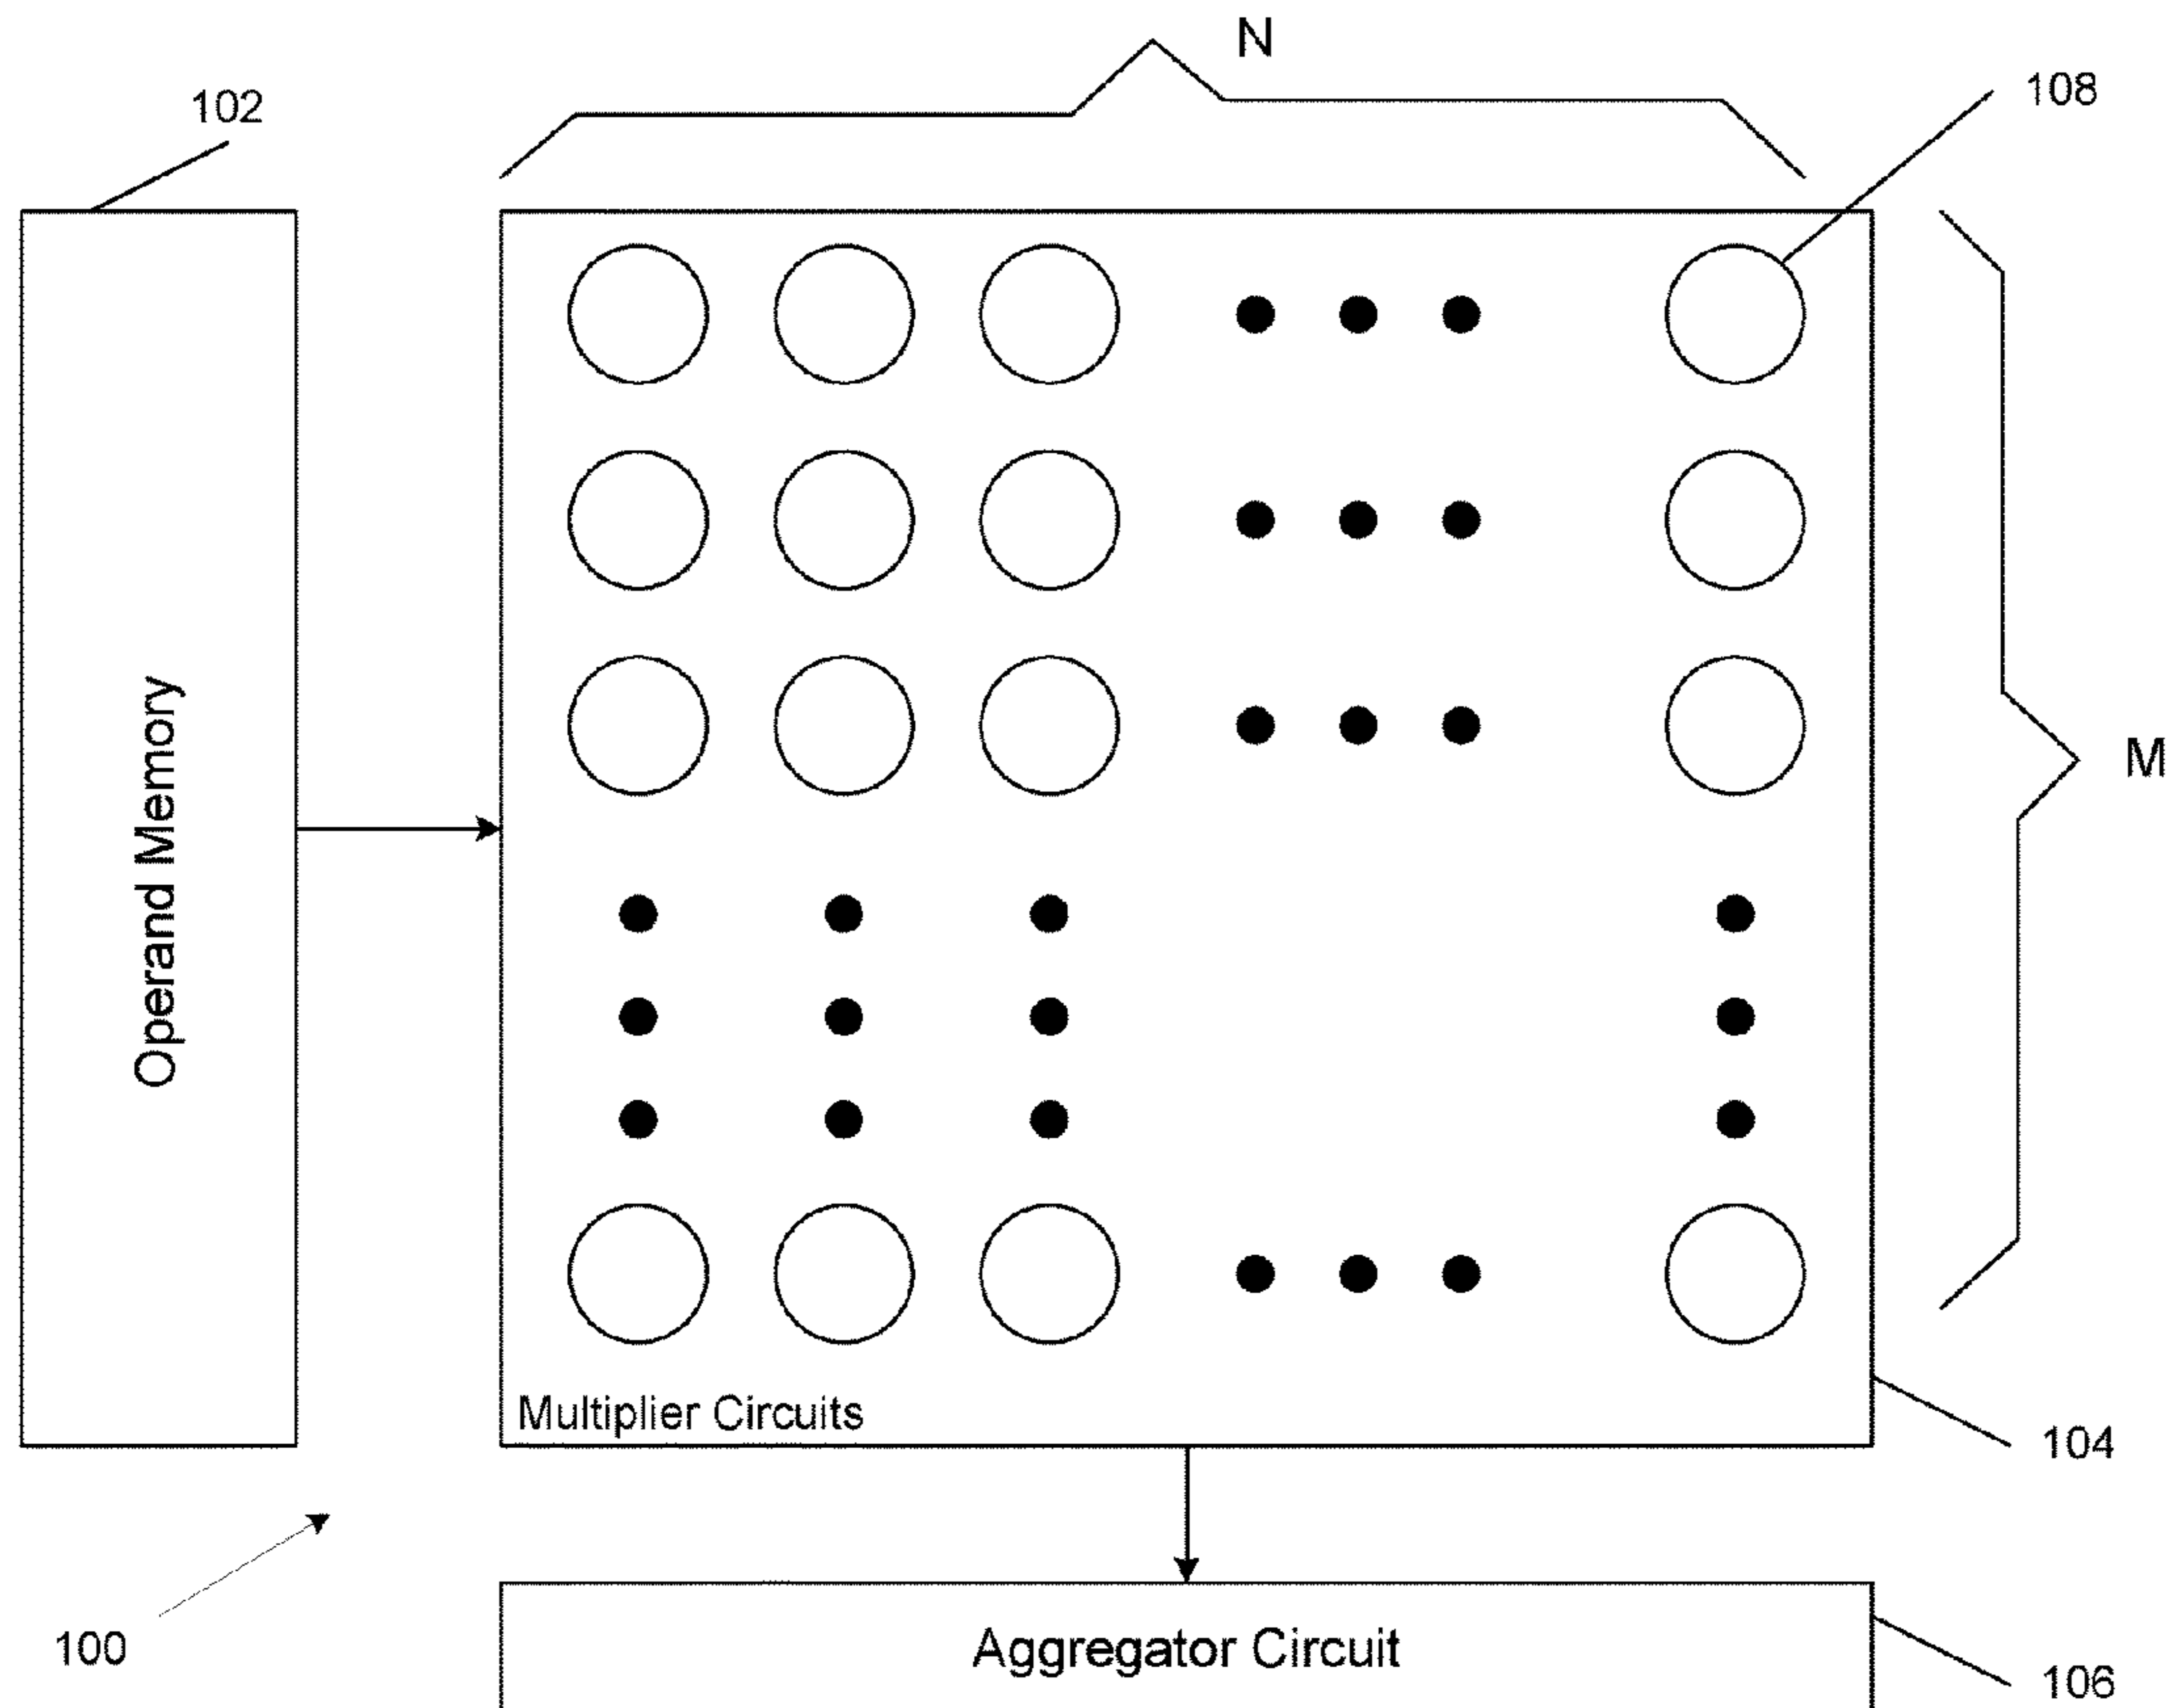 N
108
102
Operand Memory
M
Multiplier Circuits
104
100
Aggregator Circuit
106